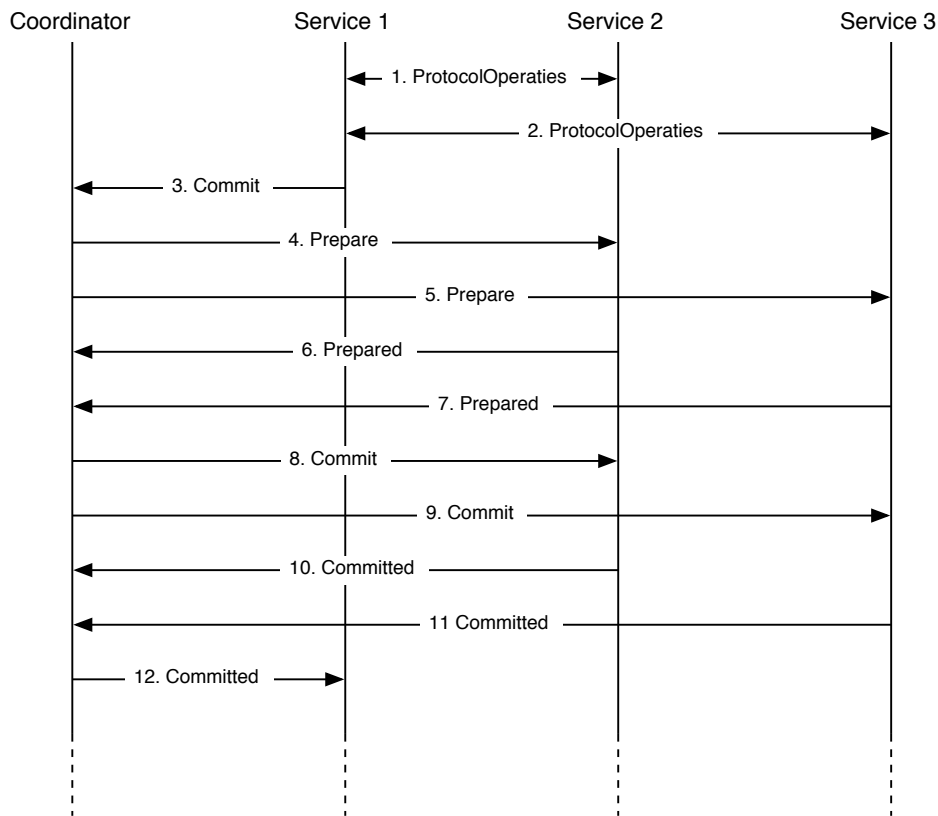 Coordinator Service 1 Service 2 Service 3
1. ProtocolOperaties
2. ProtocolOperaties
3. Commit
4. Prepare
5. Prepare
6. Prepared
7. Prepared
8. Commit
9. Commit
10. Committed
11 Committed
12. Committed